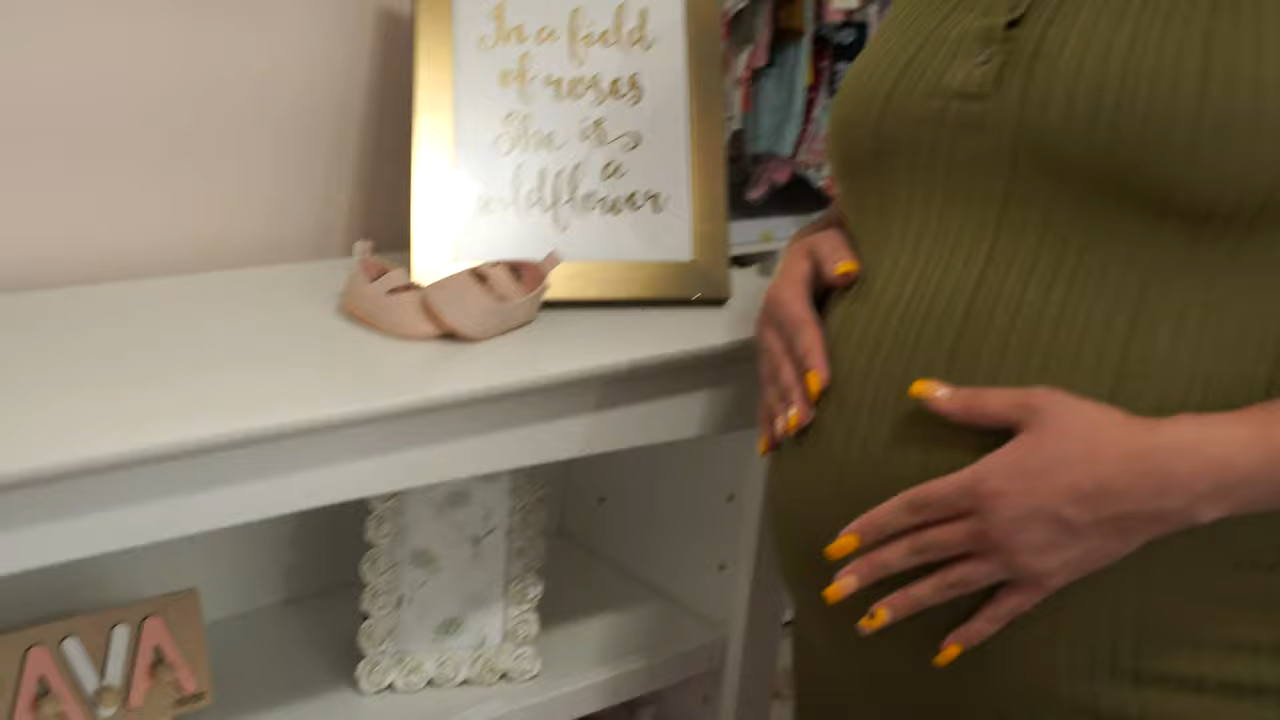 In a field
of roses
She is
a
wildflower
AVA